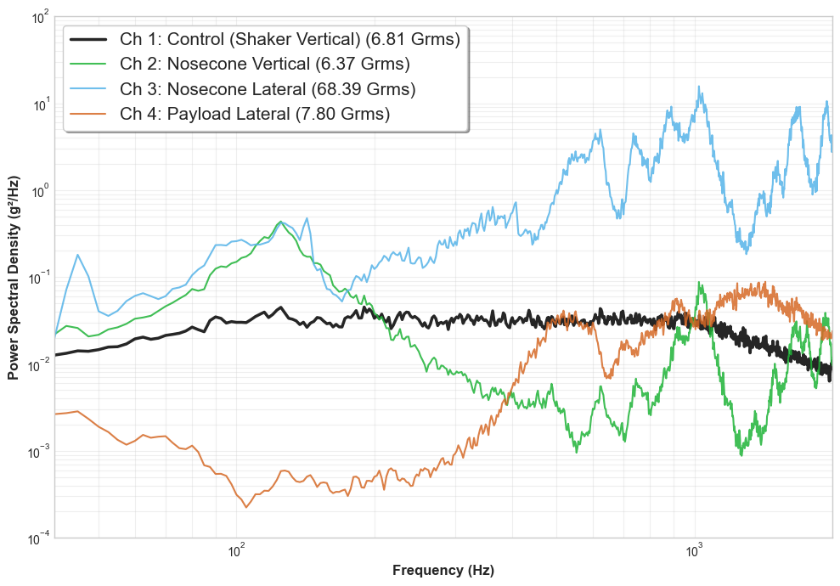 10²
Ch 1: Control (Shaker Vertical) (6.81 Grms)
Ch 2: Nosecone Vertical (6.37 Grms)
Ch 3: Nosecone Lateral (68.39 Grms)
Ch 4: Payload Lateral (7.80 Grms)
10¹
10⁰
10⁻¹
10⁻²
10⁻³
10⁻⁴
Power Spectral Density (g²/Hz)
10²
10³
Frequency (Hz)